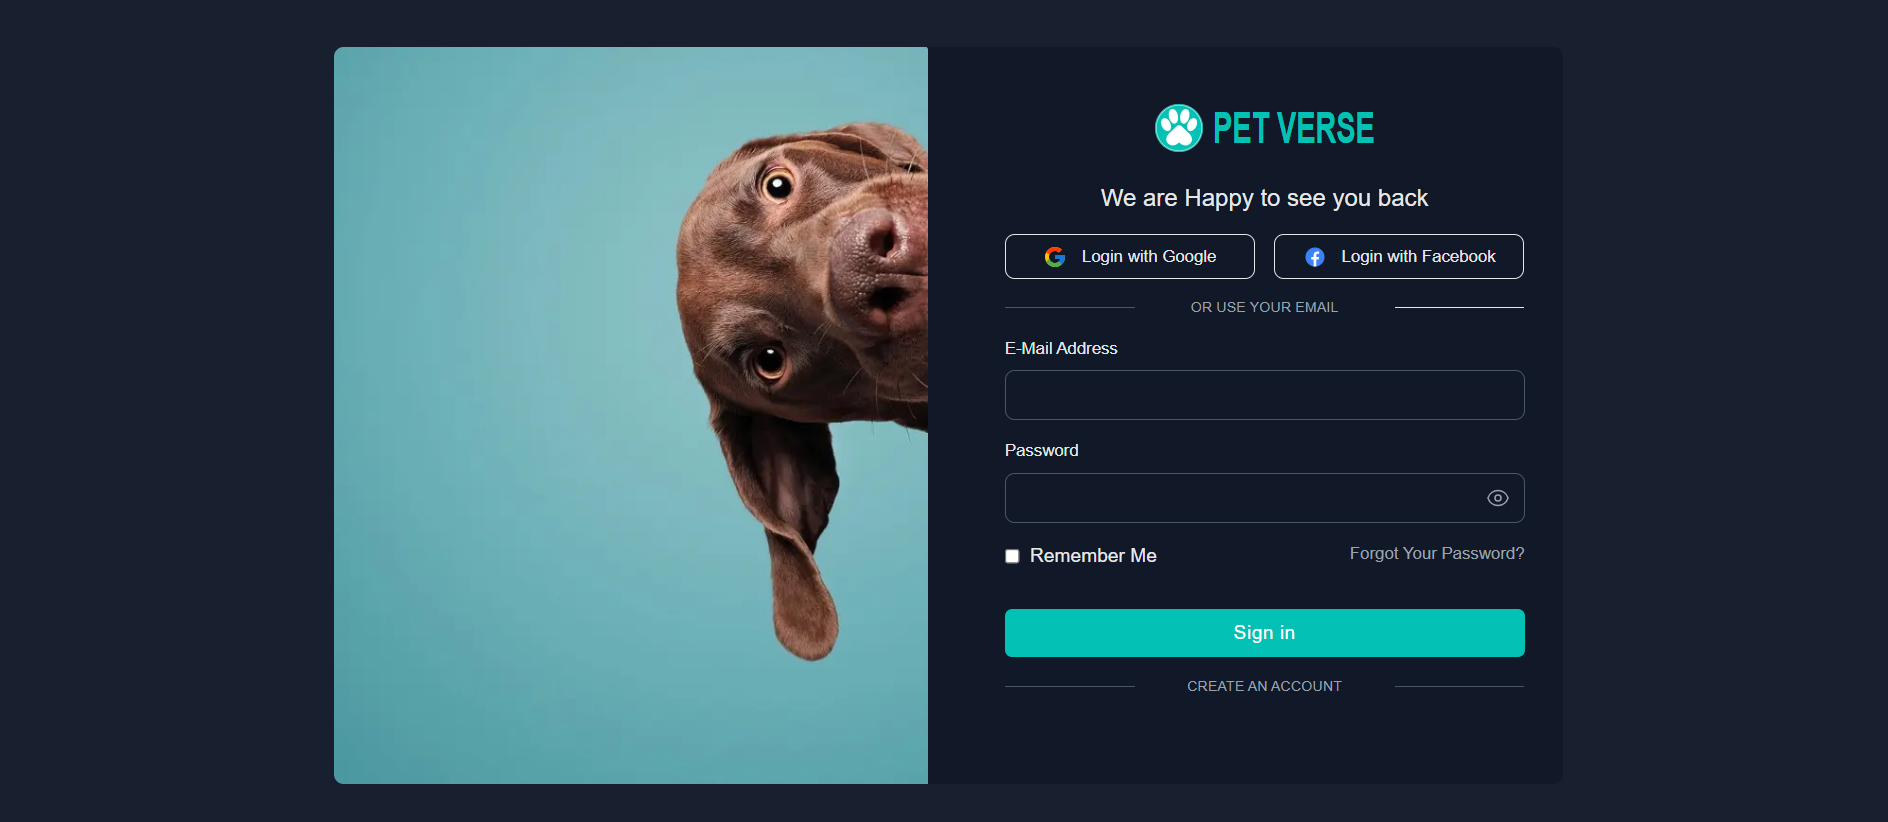 PET VERSE
We are Happy to see you back
Login with Google
Login with Facebook
OR USE YOUR EMAIL
E-Mail Address
Password
Remember Me
Forgot Your Password?
Sign in
CREATE AN ACCOUNT